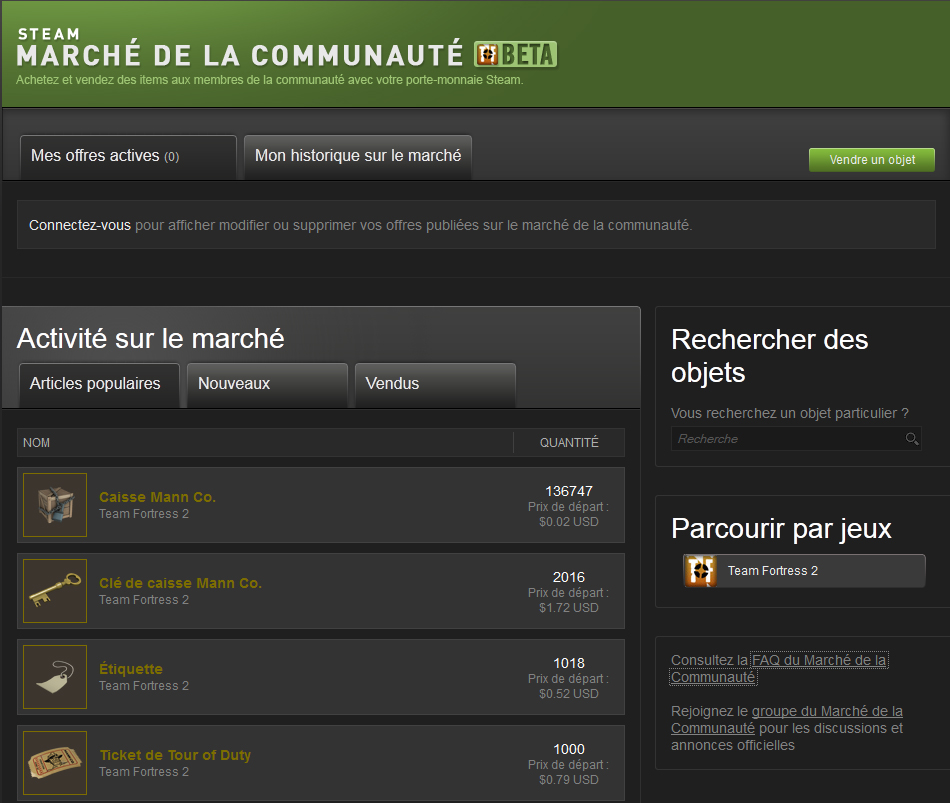 STEAM
MARCHÉ DE LA COMMUNAUTÉ BETA
Achetez et vendez des items aux membres de la communauté avec votre porte-monnaie Steam.
Mes offres actives (0)
Mon historique sur le marché
Vendre un objet
Connectez-vous pour afficher modifier ou supprimer vos offres publiées sur le marché de la communauté.
Activité sur le marché
Articles populaires
Nouveaux
Vendus
NOM
QUANTITÉ
Caisse Mann Co.
Team Fortress 2
136747
Prix de départ :
$0.02 USD
Clé de caisse Mann Co.
Team Fortress 2
2016
Prix de départ :
$1.72 USD
Étiquette
Team Fortress 2
1018
Prix de départ :
$0.52 USD
Ticket de Tour of Duty
Team Fortress 2
1000
Prix de départ :
$0.79 USD
Rechercher des
objets
Vous recherchez un objet particulier ?
Recherche
Parcourir par jeux
Team Fortress 2
Consultez la FAQ du Marché de la
Communauté
Rejoignez le groupe du Marché de la
Communauté pour les discussions et
annonces officielles